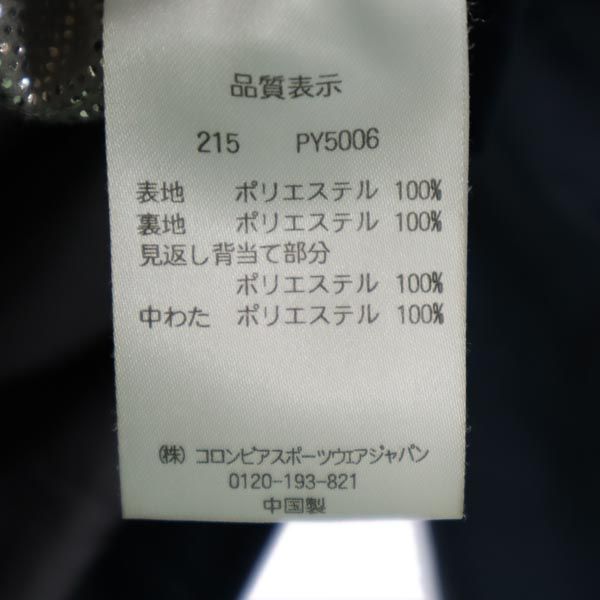 品質表示
215 PY5006
表地 ポリエステル 100%
裏地 ポリエステル 100%
見返し背当て部分
ポリエステル 100%
中わた ポリエステル 100%
(株) コロンビアスポーツウェアジャパン
0120-193-821
中国製